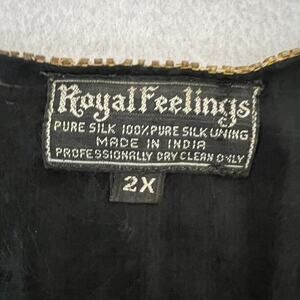 Royal Feelings
PURE SILK 100% PURE SILK LINING
MADE IN INDIA
PROFESSIONALLY DRY CLEAN ONLY
2X